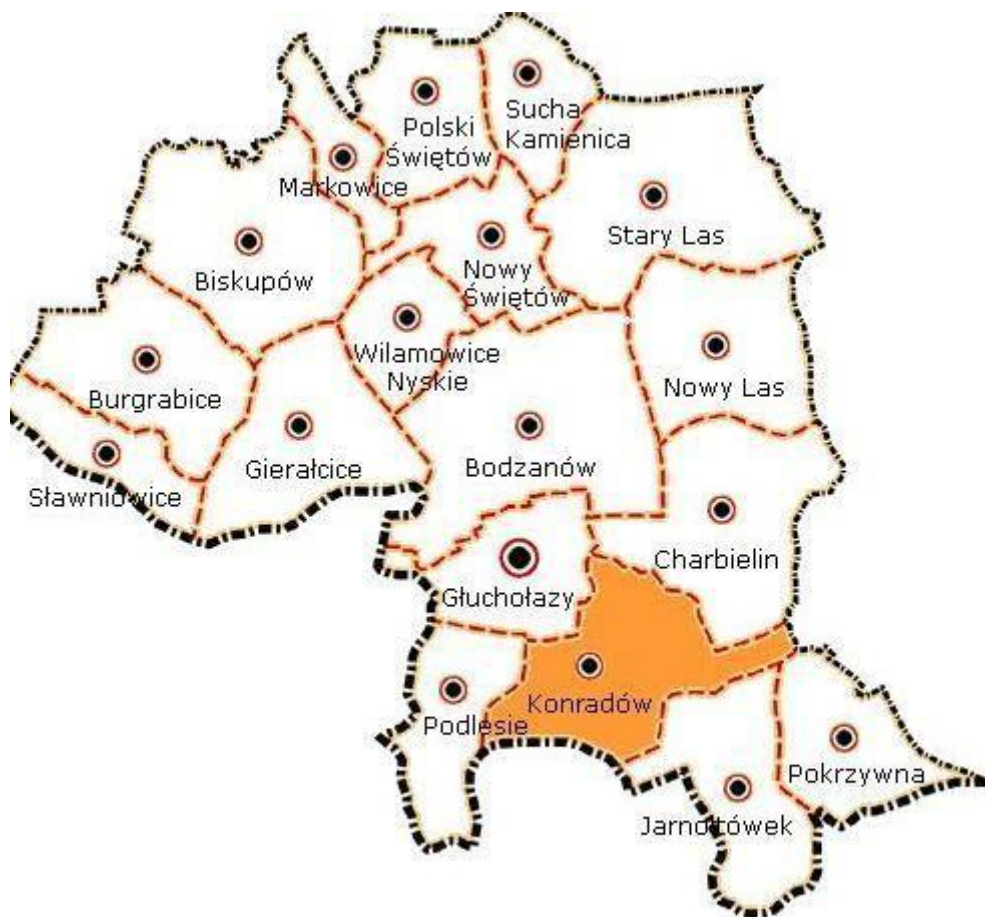 Polski
Świętów
Sucha
Kamienica
Markowice
Stary Las
Biskupów
Nowy
Świętów
Wilamowice
Nyskie
Nowy Las
Burgrabice
Gierałcice
Bodzanów
Sławniowice
Charbielin
Głuchołazy
Konradów
Podlesie
Pokrzywna
Jarnołtówek